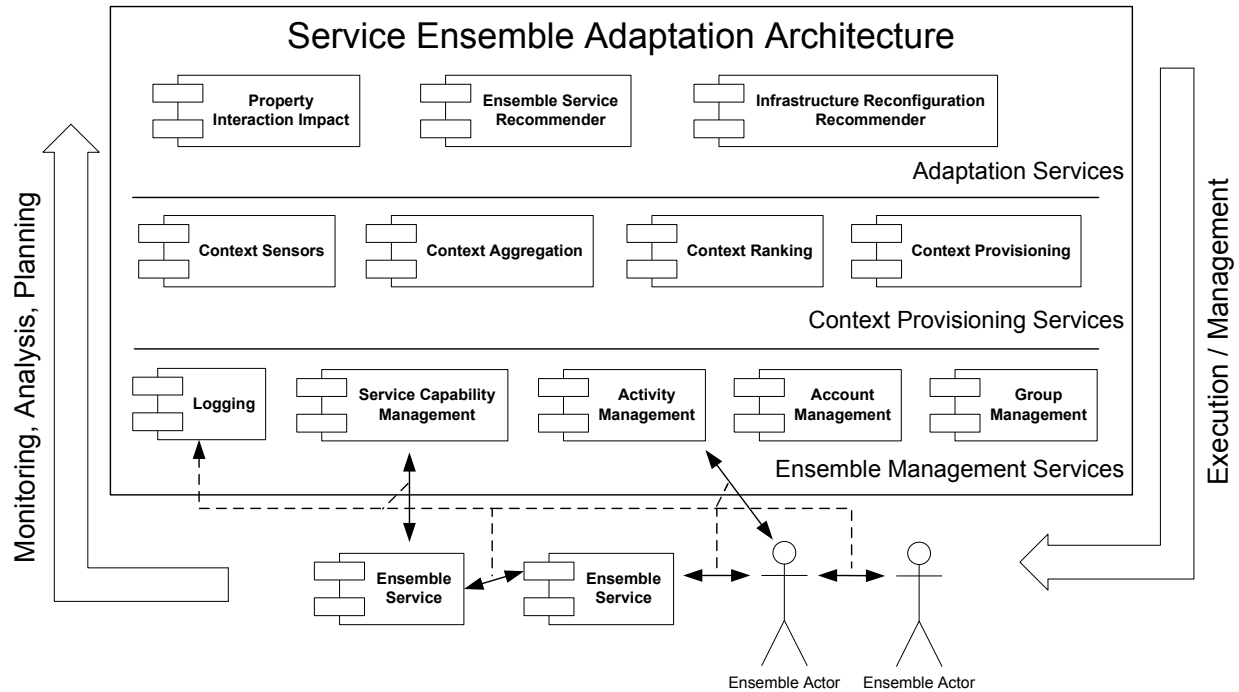 Service Ensemble Adaptation Architecture
Property
Interaction Impact
Ensemble Service
Recommender
Infrastructure Reconfiguration
Recommender
Adaptation Services
Context Sensors
Context Aggregation
Context Ranking
Context Provisioning
Context Provisioning Services
Logging
Service Capability
Management
Activity
Management
Account
Management
Group
Management
Ensemble Management Services
Monitoring, Analysis, Planning
Execution / Management
Ensemble
Service
Ensemble
Service
Ensemble Actor
Ensemble Actor